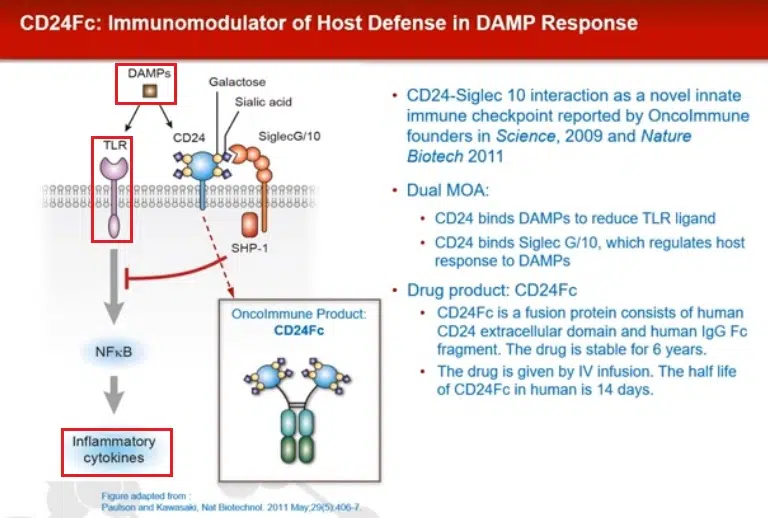 CD24Fc: Immunomodulator of Host Defense in DAMP Response
DAMPs
Galactose
Sialic acid
TLR
CD24
SiglecG/10
SHP-1
NFκB
Inflammatory
cytokines
OncoImmune Product:
CD24Fc
Figure adapted from :
Paulson and Kawasaki, Nat Biotechnol. 2011 May;29(5):406-7.
• CD24-Siglec 10 interaction as a novel innate
immune checkpoint reported by OncoImmune
founders in Science, 2009 and Nature
Biotech 2011
• Dual MOA:
• CD24 binds DAMPs to reduce TLR ligand
• CD24 binds Siglec G/10, which regulates host
response to DAMPs
• Drug product: CD24Fc
• CD24Fc is a fusion protein consists of human
CD24 extracellular domain and human IgG Fc
fragment. The drug is stable for 6 years.
• The drug is given by IV infusion. The half life
of CD24Fc in human is 14 days.